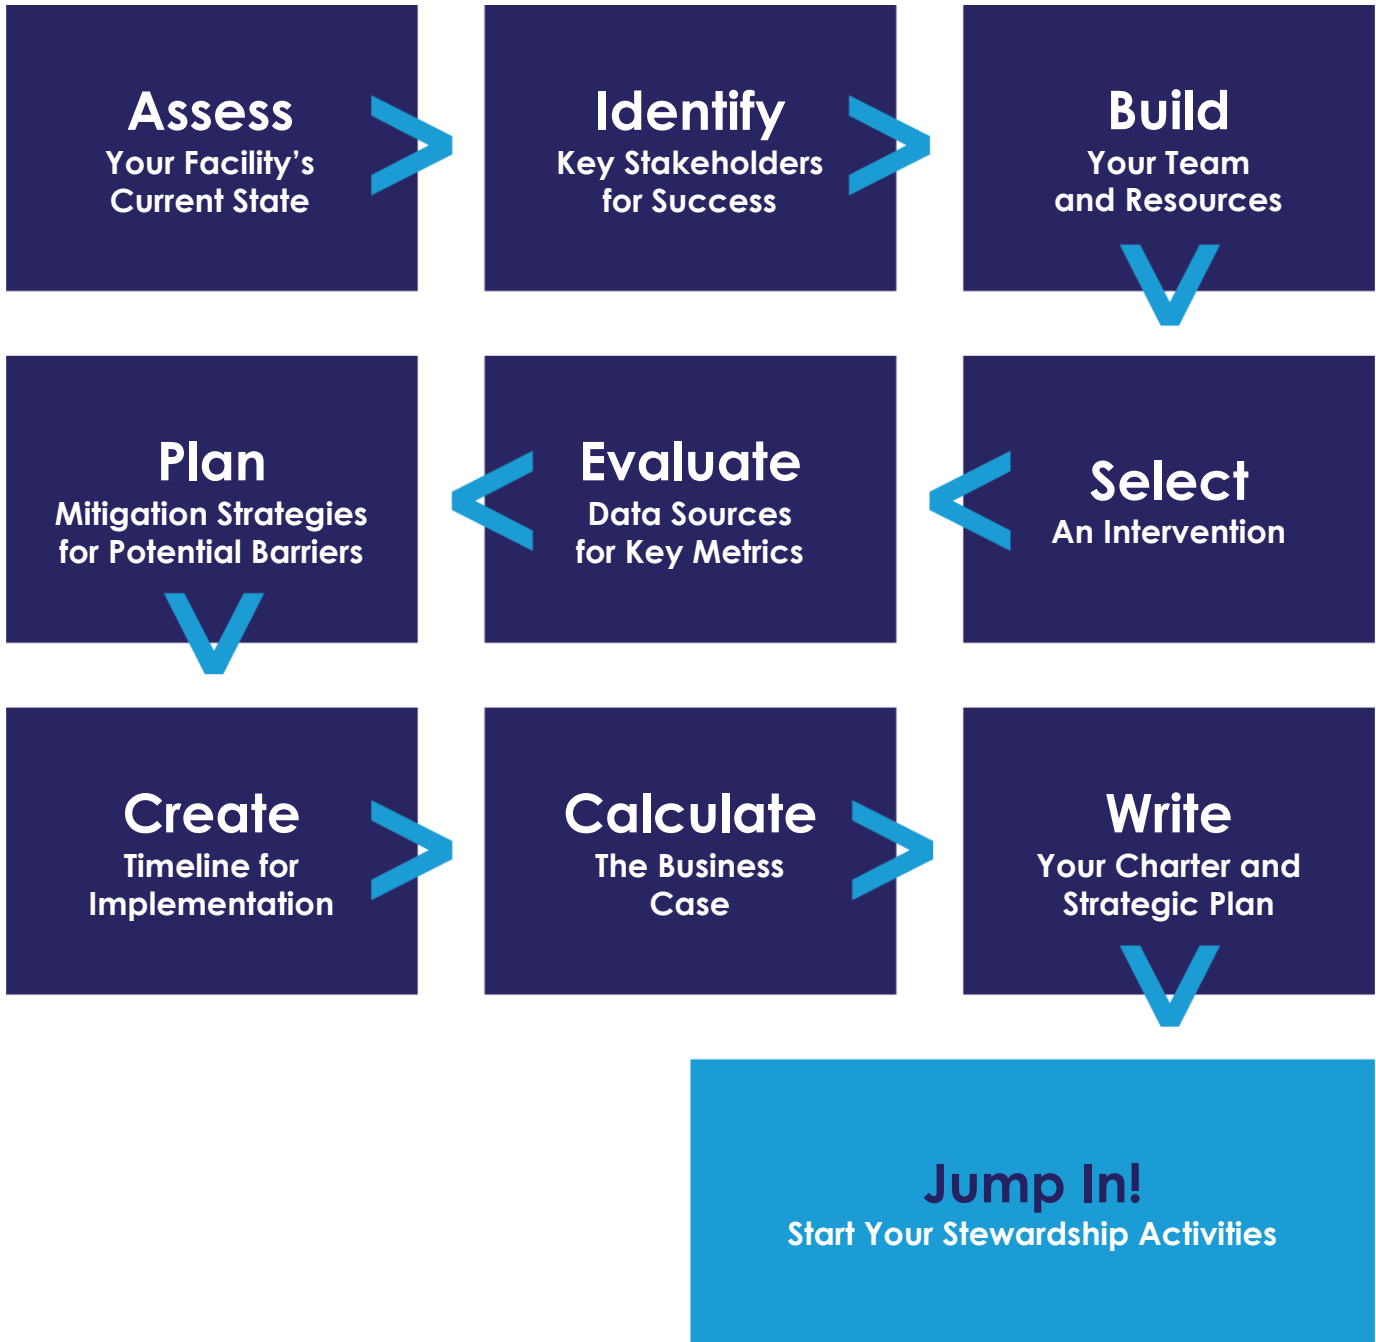 Assess
Your Facility’s
Current State
Identify
Key Stakeholders
for Success
Build
Your Team
and Resources
Select
An Intervention
Evaluate
Data Sources
for Key Metrics
Plan
Mitigation Strategies
for Potential Barriers
Create
Timeline for
Implementation
Calculate
The Business
Case
Write
Your Charter and
Strategic Plan
Jump In!
Start Your Stewardship Activities